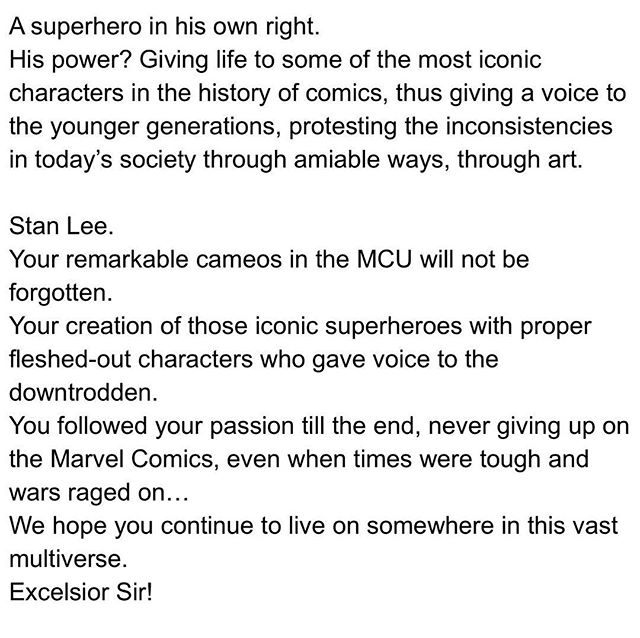 A superhero in his own right.
His power? Giving life to some of the most iconic
characters in the history of comics, thus giving a voice to
the younger generations, protesting the inconsistencies
in today’s society through amiable ways, through art.
Stan Lee.
Your remarkable cameos in the MCU will not be
forgotten.
Your creation of those iconic superheroes with proper
fleshed-out characters who gave voice to the
downtrodden.
You followed your passion till the end, never giving up on
the Marvel Comics, even when times were tough and
wars raged on…
We hope you continue to live on somewhere in this vast
multiverse.
Excelsior Sir!